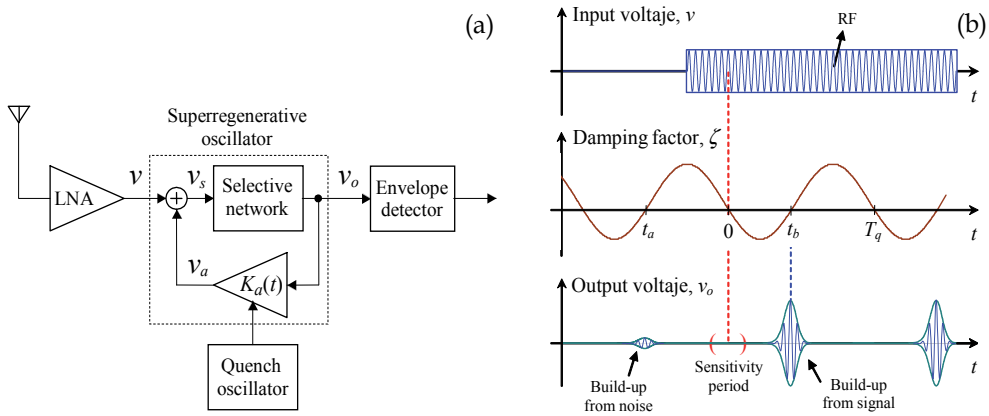 (a)
Superregenerative
oscillator
LNA
v
v_s
Selective
network
v_o
Envelope
detector
v_a
K_a(t)
Quench
oscillator
(b)
Input voltaje, v
RF
t
Damping factor, ζ
t_a
0
t_b
T_q
t
Output voltaje, v_o
t
Build-up
from noise
Sensitivity
period
Build-up
from signal